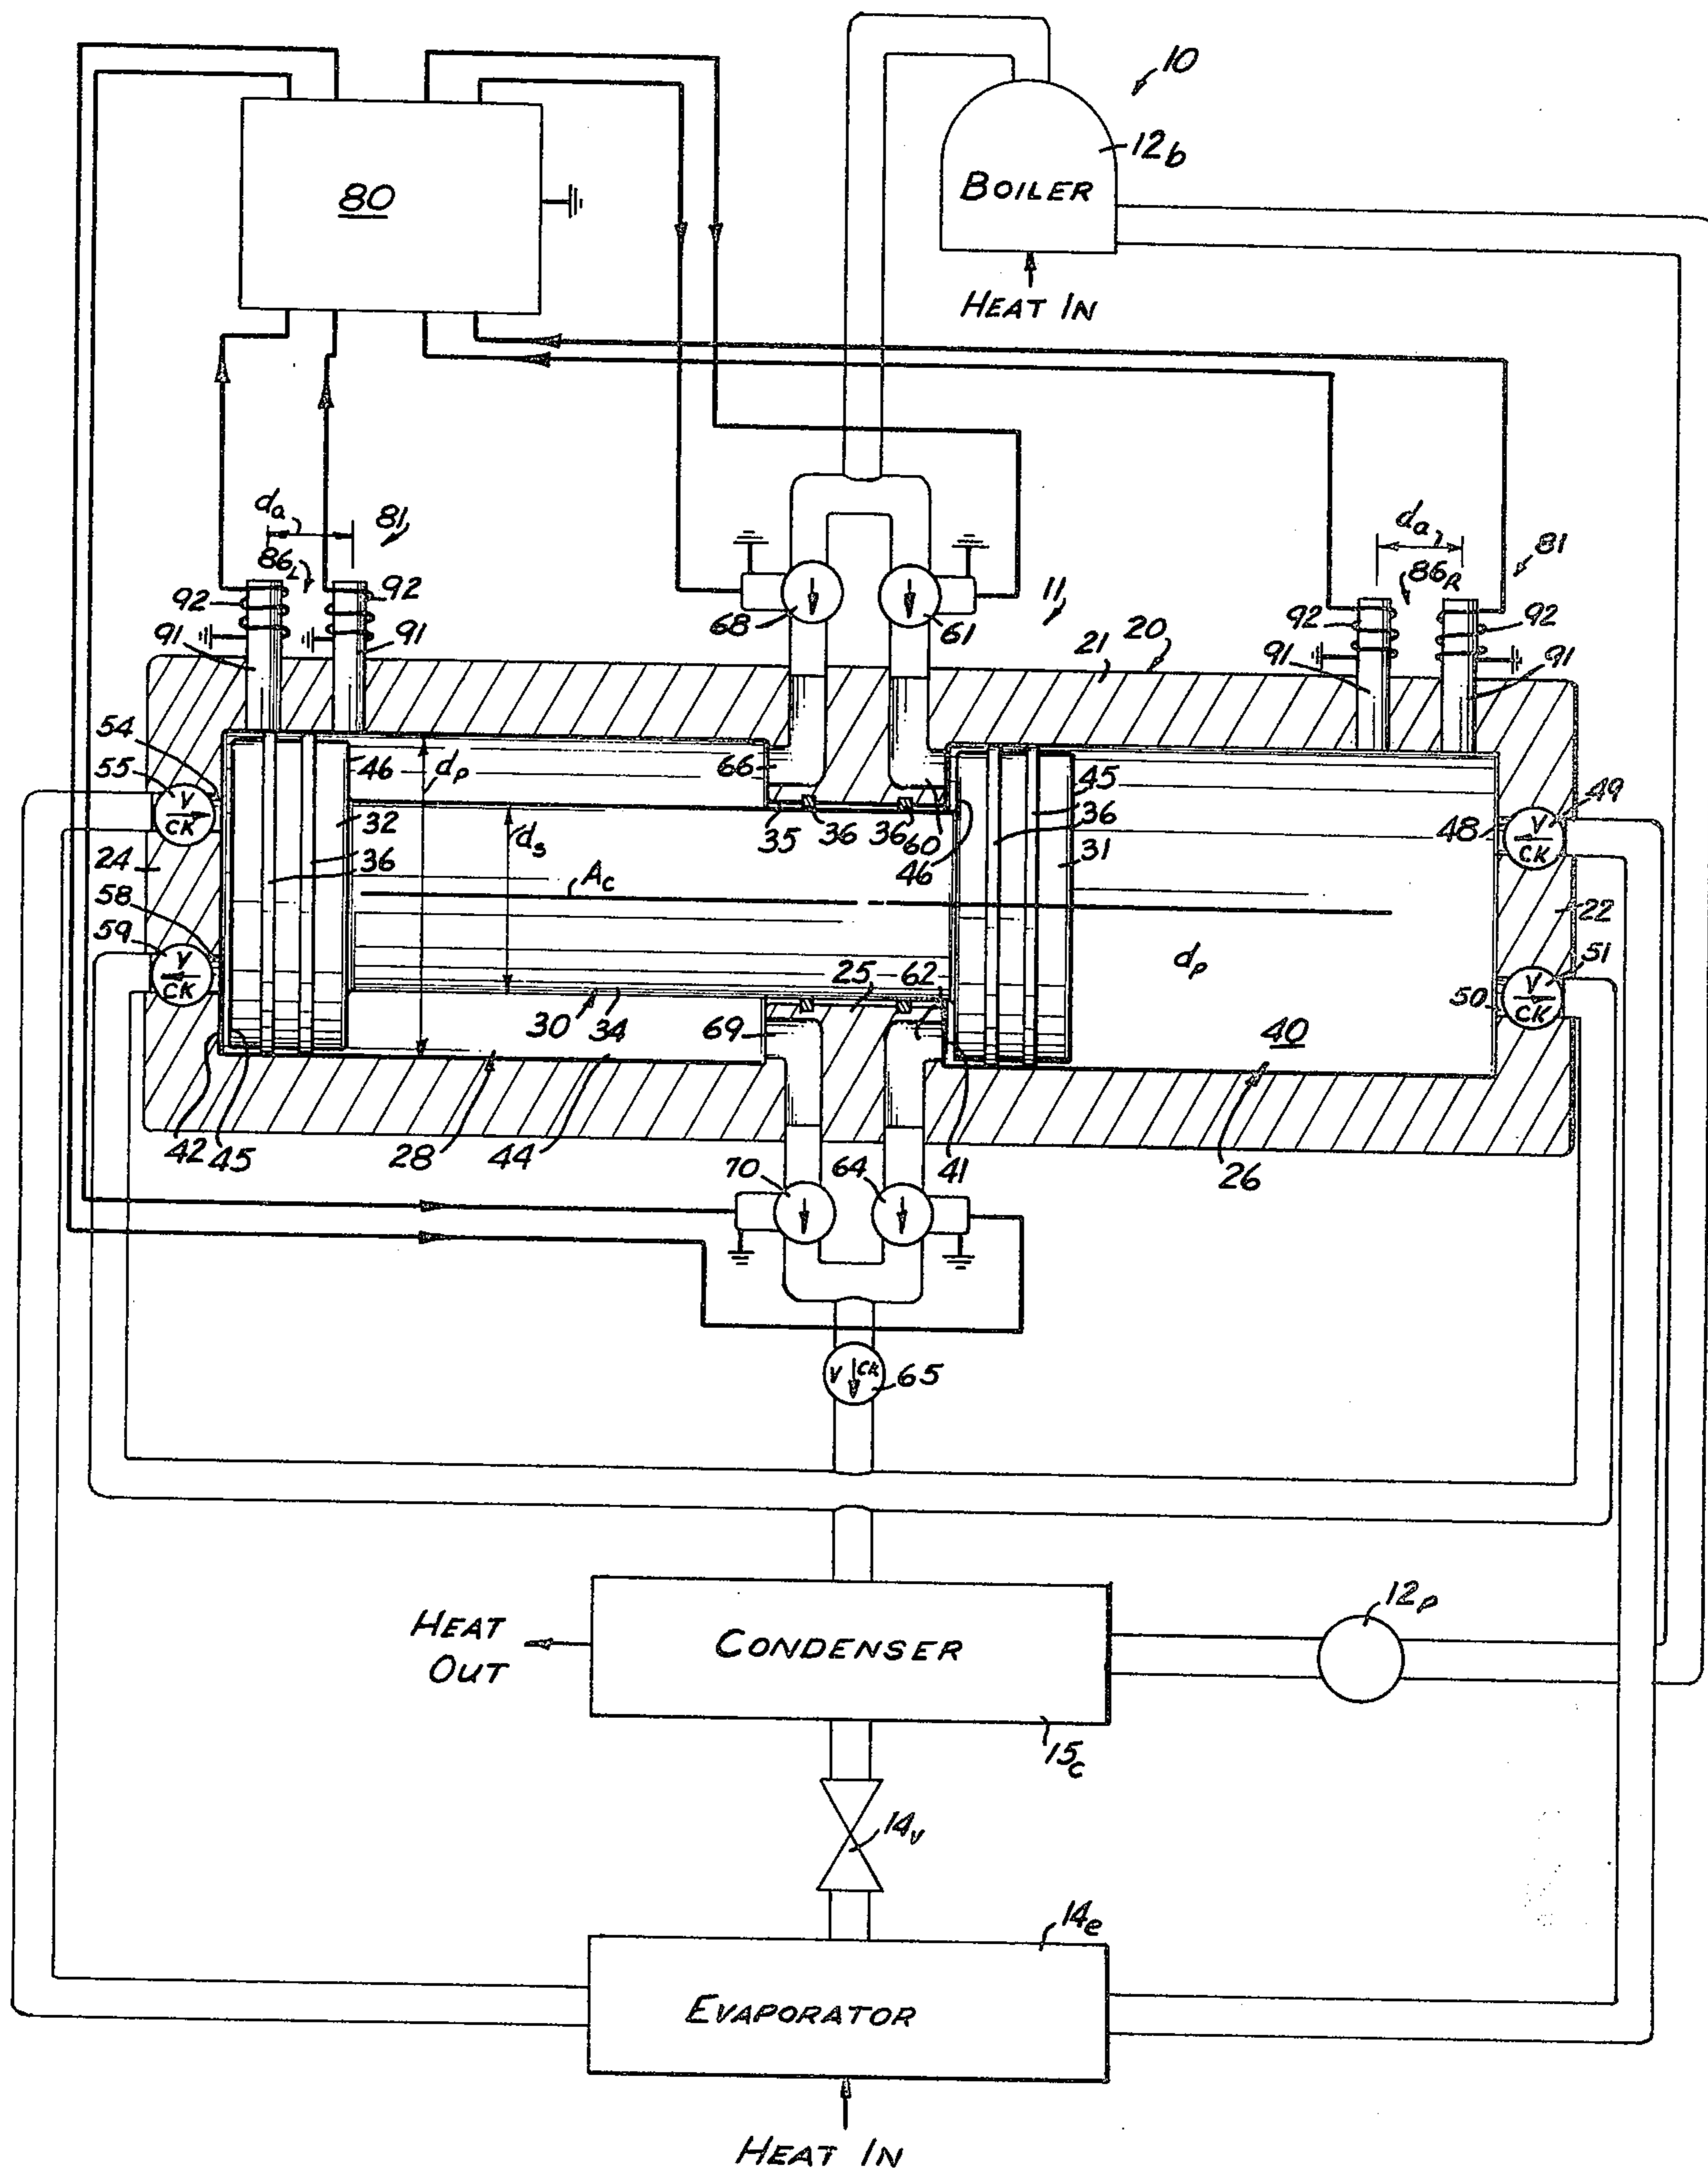 10
12b
BOILER
80
HEAT IN
da
81
86L
92
92
91
91
68
61
11
20
21
da
81
86R
92
92
91
91
54
55
46
dp
66
32
36
24
35
36
36
60
46
45
36
31
48
49
V
CK
V
CK
ds
Ac
58
59
22
V
CK
25
62
dp
50
51
V
CK
30
34
69
40
42
45
28
44
41
26
70
64
V
CK
65
HEAT
OUT
CONDENSER
12p
15c
14v
14e
EVAPORATOR
HEAT IN